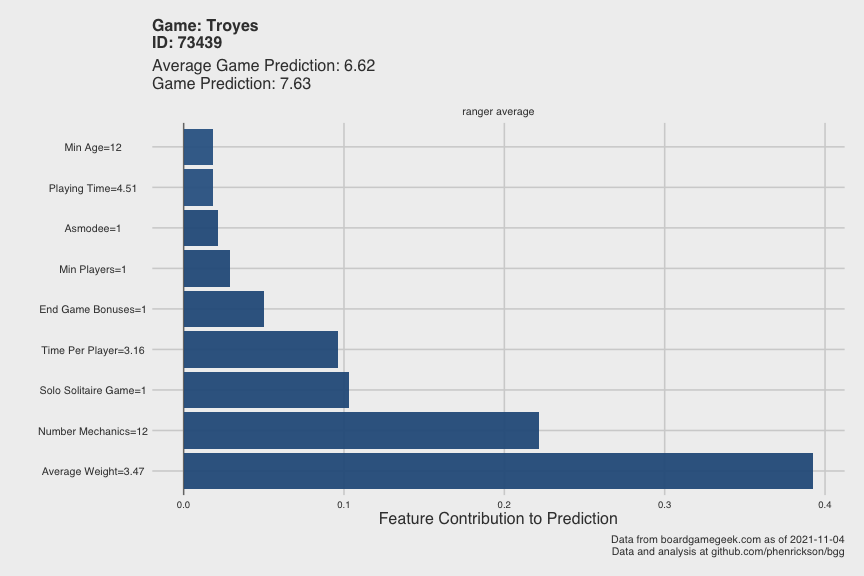 Game: Troyes
ID: 73439
Average Game Prediction: 6.62
Game Prediction: 7.63
ranger average
Min Age=12
Playing Time=4.51
Asmodee=1
Min Players=1
End Game Bonuses=1
Time Per Player=3.16
Solo Solitaire Game=1
Number Mechanics=12
Average Weight=3.47
0.0 0.1 0.2 0.3 0.4
Feature Contribution to Prediction
Data from boardgamegeek.com as of 2021-11-04
Data and analysis at github.com/phenrickson/bgg